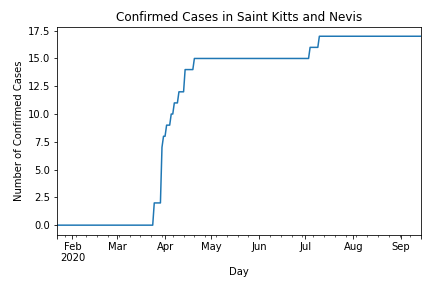 Confirmed Cases in Saint Kitts and Nevis
Number of Confirmed Cases
17.5
15.0
12.5
10.0
7.5
5.0
2.5
0.0
Feb Mar Apr May Jun Jul Aug Sep
2020
Day